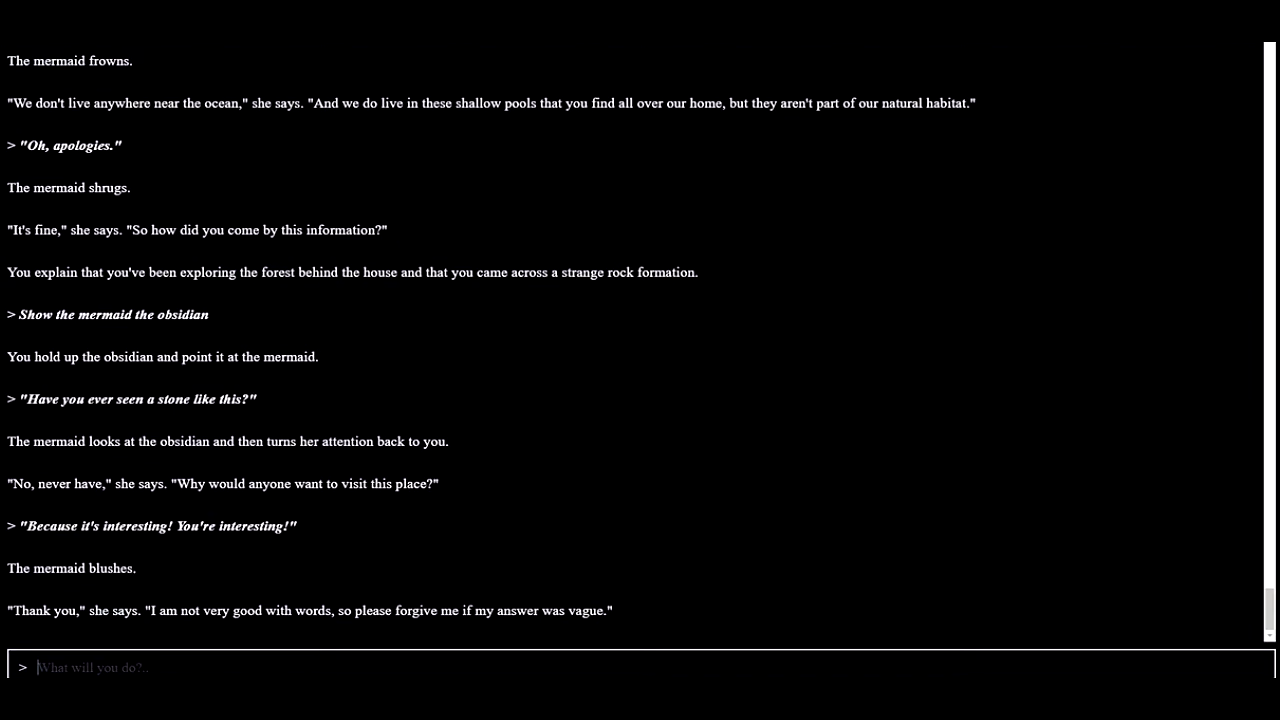 The mermaid frowns.
"We don't live anywhere near the ocean," she says. "And we do live in these shallow pools that you find all over our home, but they aren't part of our natural habitat."
> "Oh, apologies."
The mermaid shrugs.
"It's fine," she says. "So how did you come by this information?"
You explain that you've been exploring the forest behind the house and that you came across a strange rock formation.
> Show the mermaid the obsidian
You hold up the obsidian and point it at the mermaid.
> "Have you ever seen a stone like this?"
The mermaid looks at the obsidian and then turns her attention back to you.
"No, never have," she says. "Why would anyone want to visit this place?"
> "Because it's interesting! You're interesting!"
The mermaid blushes.
"Thank you," she says. "I am not very good with words, so please forgive me if my answer was vague."
> What will you do?..